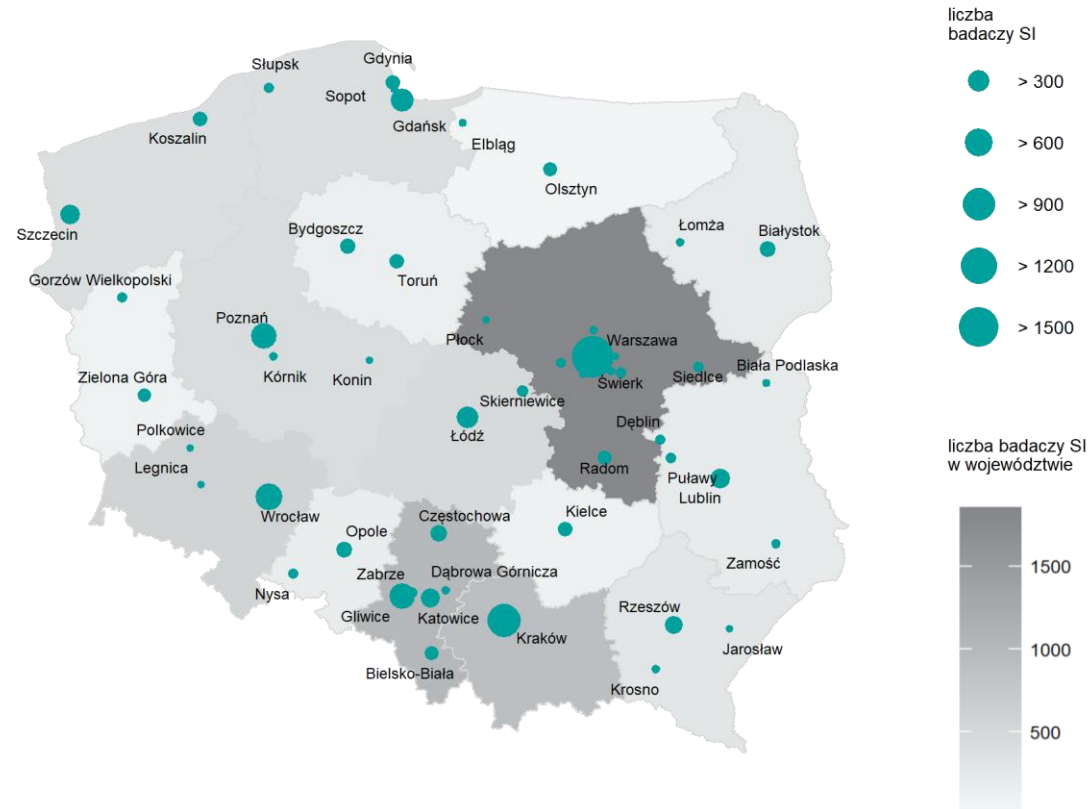 liczba
badaczy SI
> 300
> 600
> 900
> 1200
> 1500
Gdynia
Słupsk
Sopot
Gdańsk
Koszalin
Elbląg
Olsztyn
Szczecin
Bydgoszcz
Łomża
Białystok
Toruń
Gorzów Wielkopolski
Poznań
Płock
Warszawa
Biała Podlaska
Kórnik
Konin
Świerk
Siedlce
Zielona Góra
Skierniewice
Dęblin
Polkowice
Łódź
Legnica
Radom
Puławy
Lublin
Wrocław
Częstochowa
Kielce
Opole
Zabrze
Dąbrowa Górnicza
Zamość
Nysa
Gliwice
Katowice
Kraków
Rzeszów
Jarosław
Bielsko-Biała
Krosno
liczba badaczy SI
w województwie
1500
1000
500